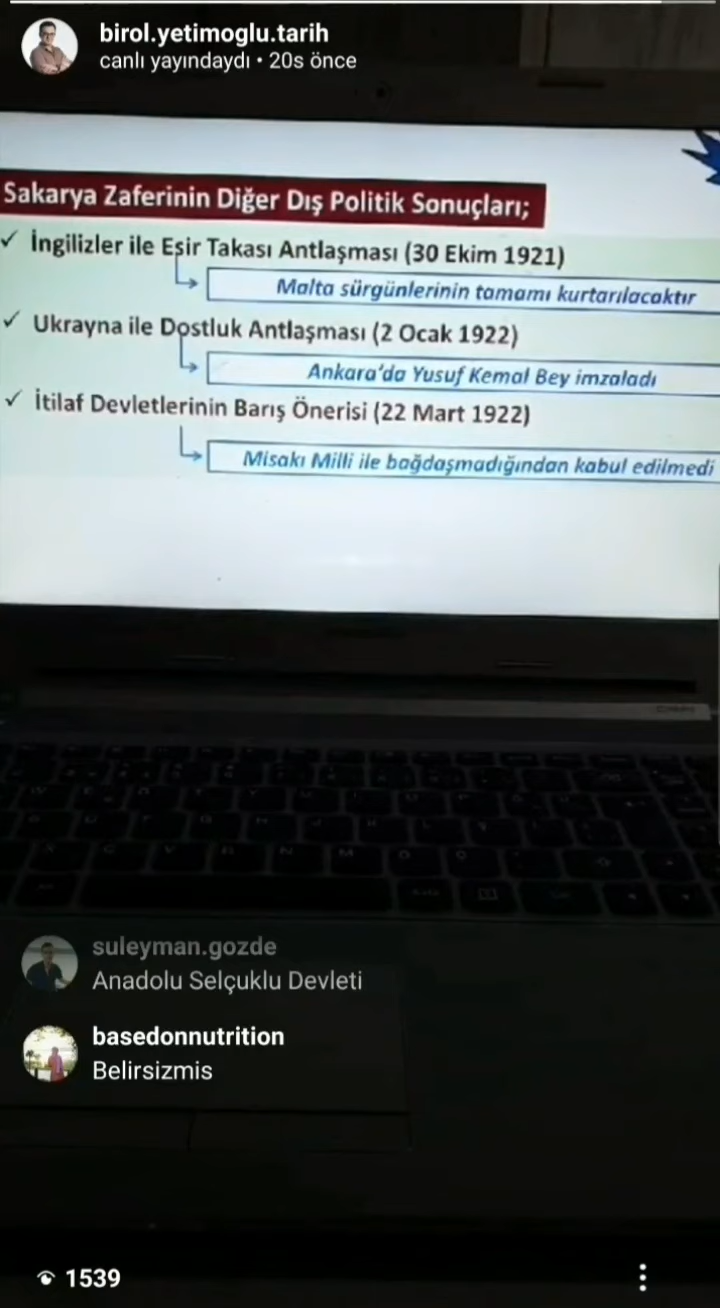 birol.yetimoglu.tarih
canlı yayındaydı • 20s önce
Sakarya Zaferinin Diğer Dış Politik Sonuçları;
✓ İngilizler ile Esir Takası Antlaşması (30 Ekim 1921)
Malta sürgünlerinin tamamı kurtarılacaktır
✓ Ukrayna ile Dostluk Antlaşması (2 Ocak 1922)
Ankara'da Yusuf Kemal Bey imzaladı
✓ İtilaf Devletlerinin Barış Önerisi (22 Mart 1922)
Misakı Milli ile bağdaşmadığından kabul edilmedi
suleyman.gozde
Anadolu Selçuklu Devleti
basedonnutrition
Belirsizmis
1539